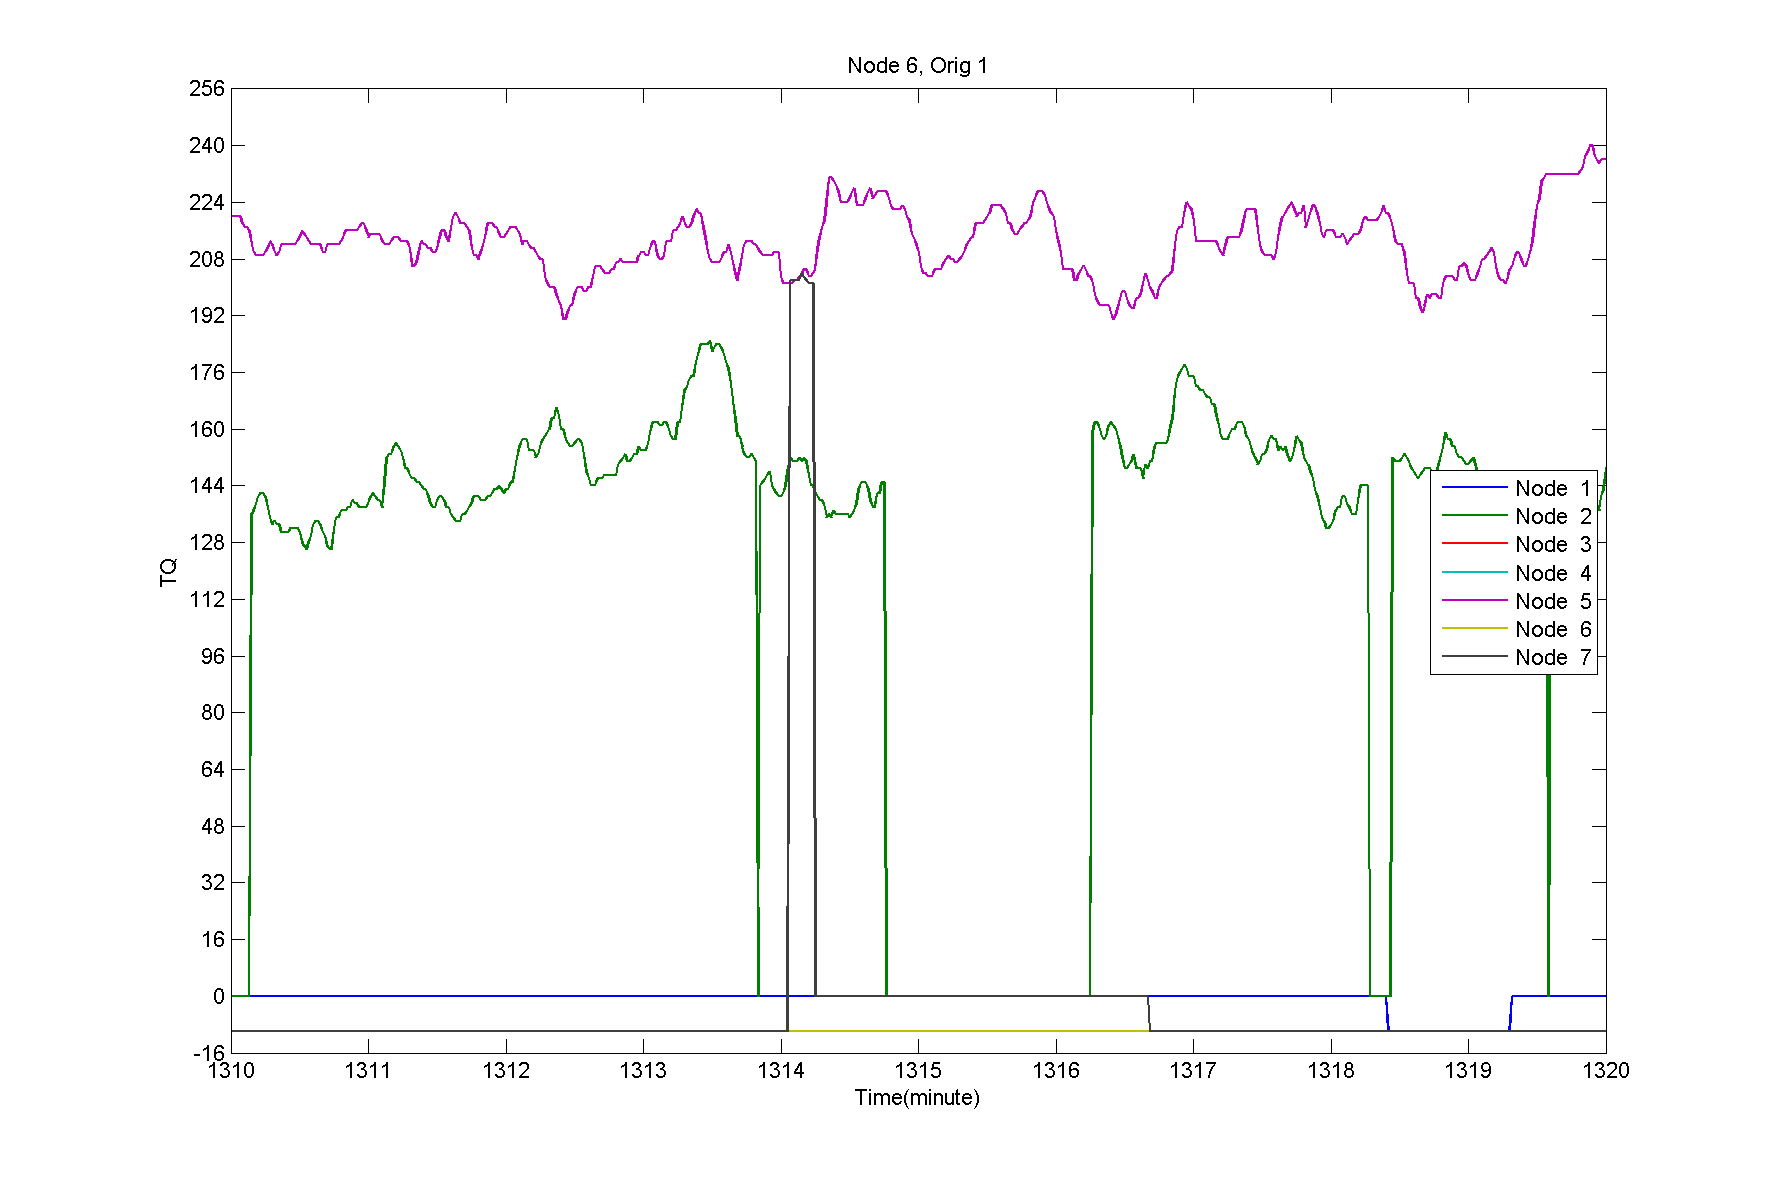 Node 6, Orig 1
256
240
224
208
192
176
160
144
128
112
96
80
64
48
32
16
0
-16
TQ
Node 1
Node 2
Node 3
Node 4
Node 5
Node 6
Node 7
1310 1311 1312 1313 1314 1315 1316 1317 1318 1319 1320
Time(minute)